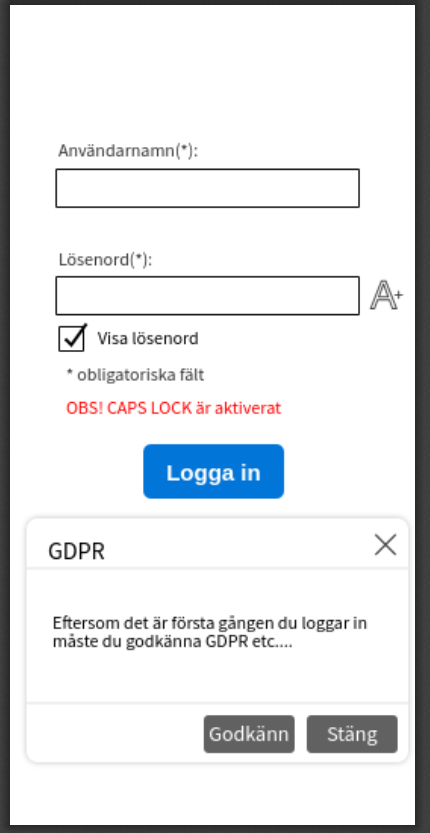 Användarnamn(*):
Lösenord(*):
A+
Visa lösenord
* obligatoriska fält
OBS! CAPS LOCK är aktiverat
Logga in
GDPR
Eftersom det är första gången du loggar in
måste du godkänna GDPR etc....
Godkänn Stäng